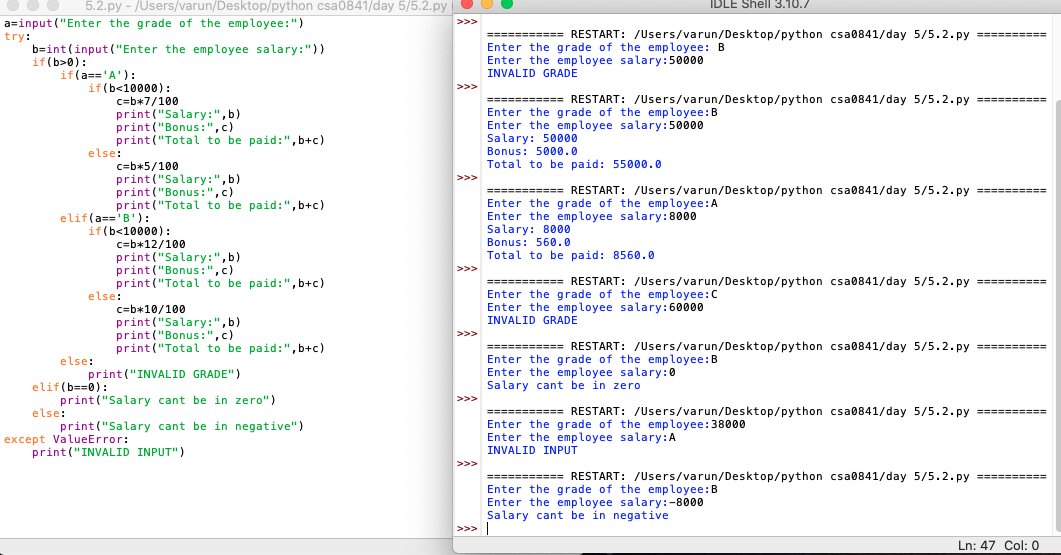 5.2.py - /Users/varun/Desktop/python csa0841/day 5/5.2.py
a=input("Enter the grade of the employee:")
try:
    b=int(input("Enter the employee salary:"))
    if(b>0):
        if(a=='A'):
            if(b<10000):
                c=b*7/100
                print("Salary:",b)
                print("Bonus:",c)
                print("Total to be paid:",b+c)
            else:
                c=b*5/100
                print("Salary:",b)
                print("Bonus:",c)
                print("Total to be paid:",b+c)
        elif(a=='B'):
            if(b<10000):
                c=b*12/100
                print("Salary:",b)
                print("Bonus:",c)
                print("Total to be paid:",b+c)
            else:
                c=b*10/100
                print("Salary:",b)
                print("Bonus:",c)
                print("Total to be paid:",b+c)
        else:
            print("INVALID GRADE")
    elif(b==0):
        print("Salary cant be in zero")
    else:
        print("Salary cant be in negative")
except ValueError:
    print("INVALID INPUT")
IDLE Shell 3.10.7
>>>
=========== RESTART: /Users/varun/Desktop/python csa0841/day 5/5.2.py ==========
Enter the grade of the employee: B
Enter the employee salary:50000
INVALID GRADE
>>>
=========== RESTART: /Users/varun/Desktop/python csa0841/day 5/5.2.py ==========
Enter the grade of the employee:B
Enter the employee salary:50000
Salary: 50000
Bonus: 5000.0
Total to be paid: 55000.0
>>>
=========== RESTART: /Users/varun/Desktop/python csa0841/day 5/5.2.py ==========
Enter the grade of the employee:A
Enter the employee salary:8000
Salary: 8000
Bonus: 560.0
Total to be paid: 8560.0
>>>
=========== RESTART: /Users/varun/Desktop/python csa0841/day 5/5.2.py ==========
Enter the grade of the employee:C
Enter the employee salary:60000
INVALID GRADE
>>>
=========== RESTART: /Users/varun/Desktop/python csa0841/day 5/5.2.py ==========
Enter the grade of the employee:B
Enter the employee salary:0
Salary cant be in zero
>>>
=========== RESTART: /Users/varun/Desktop/python csa0841/day 5/5.2.py ==========
Enter the grade of the employee:38000
Enter the employee salary:A
INVALID INPUT
>>>
=========== RESTART: /Users/varun/Desktop/python csa0841/day 5/5.2.py ==========
Enter the grade of the employee:B
Enter the employee salary:-8000
Salary cant be in negative
>>>
Ln: 47 Col: 0